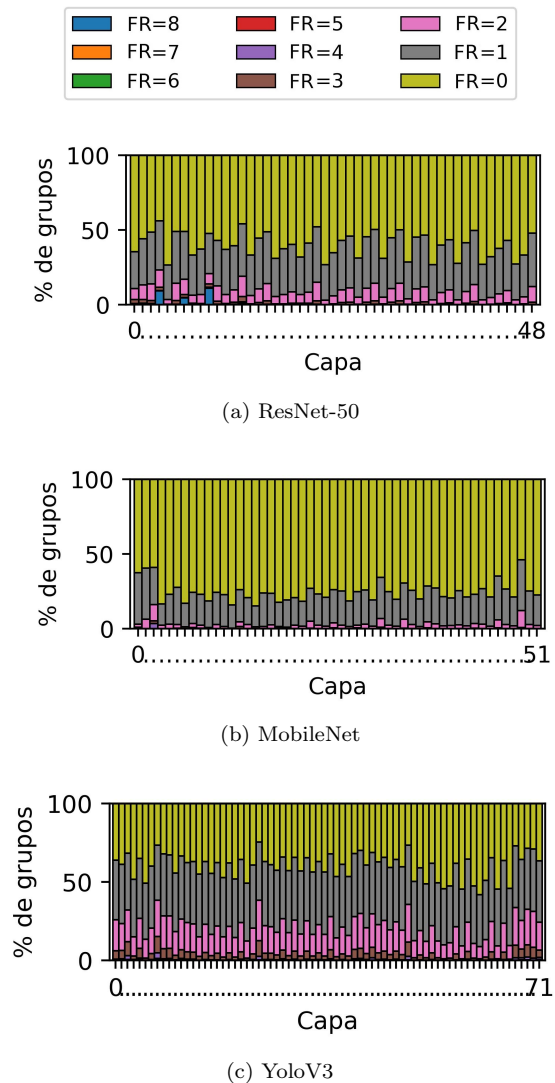 FR=8 FR=5 FR=2
FR=7 FR=4 FR=1
FR=6 FR=3 FR=0
100
50
0
% de grupos
0 48
Capa
(a) ResNet-50
100
50
0
% de grupos
0 51
Capa
(b) MobileNet
100
50
0
% de grupos
0 71
Capa
(c) YoloV3